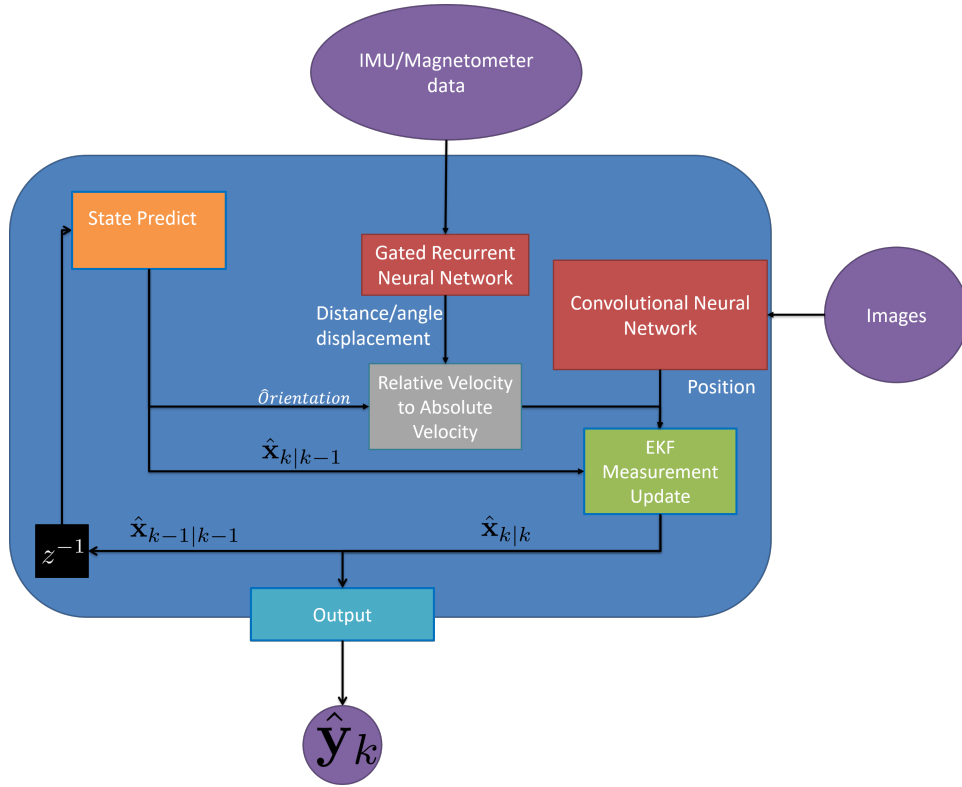 IMU/Magnetometer
data
State Predict
Gated Recurrent
Neural Network
Convolutional Neural
Network
Images
Distance/angle
displacement
Position
Ôrientation
Relative Velocity
to Absolute
Velocity
EKF
Measurement
Update
x̂ₖ|ₖ₋₁
x̂ₖ₋₁|ₖ₋₁
x̂ₖ|ₖ
z⁻¹
Output
ŷₖ